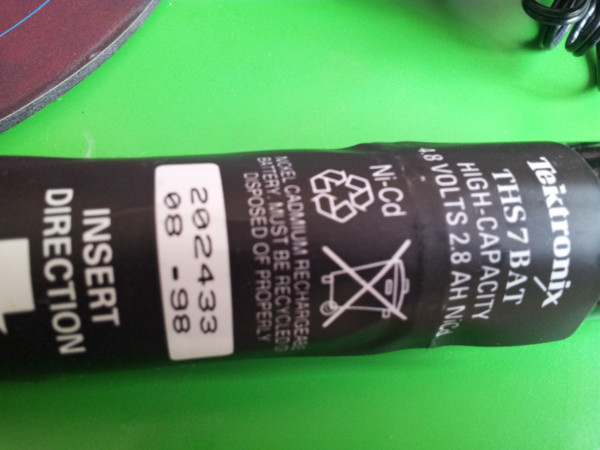 Tektronix
THS7BAT
HIGH-CAPACITY
4.8 VOLTS 2.8 AH NiCd
Ni-Cd
NICKEL CADMIUM RECHARGEABLE
BATTERY. MUST BE RECYCLED O
DISPOSED OF PROPERLY
202433
08 -98
INSERT
DIRECTION